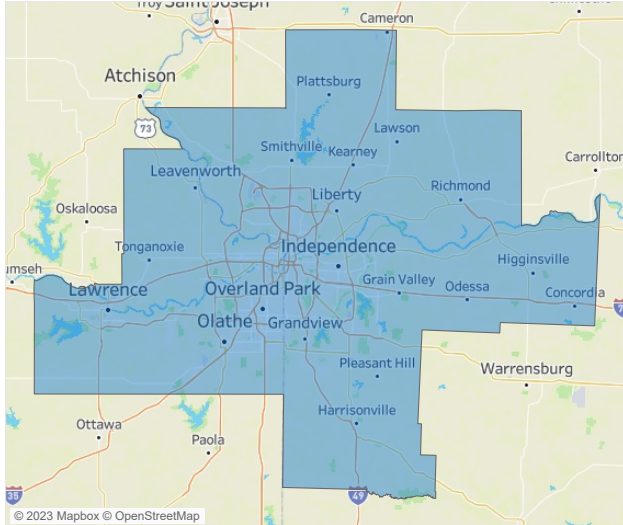 Saint Joseph
Cameron
Atchison
Plattsburg
73
Lawson
Smithville
Kearney
Carrollton
Leavenworth
Liberty
Richmond
Oskaloosa
Tonganoxie
Independence
Higginsville
umseh
Lawrence
Overland Park
Grain Valley
Odessa
Concordia
Olathe
Grandview
Pleasant Hill
Warrensburg
Harrisonville
Ottawa
Paola
35
49
© 2023 Mapbox © OpenStreetMap